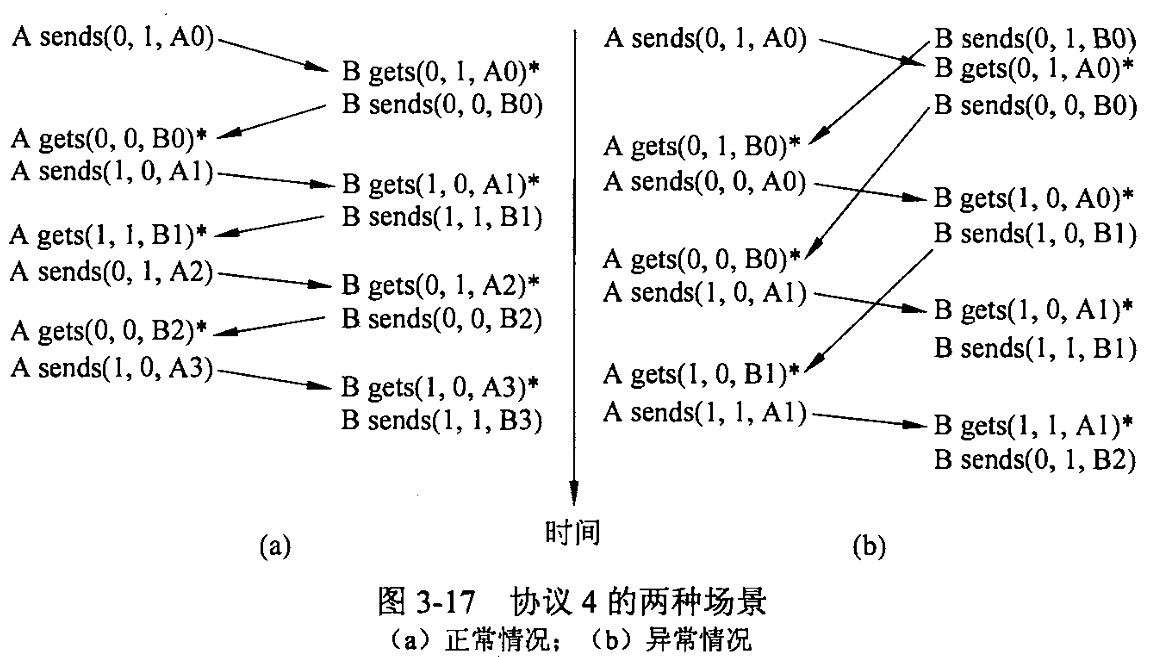 A sends(0, 1, A0)
B gets(0, 1, A0)*
B sends(0, 0, B0)
A gets(0, 0, B0)*
A sends(1, 0, A1)
B gets(1, 0, A1)*
B sends(1, 1, B1)
A gets(1, 1, B1)*
A sends(0, 1, A2)
B gets(0, 1, A2)*
B sends(0, 0, B2)
A gets(0, 0, B2)*
A sends(1, 0, A3)
B gets(1, 0, A3)*
B sends(1, 1, B3)
(a)
时间
A sends(0, 1, A0)
B sends(0, 1, B0)
B gets(0, 1, A0)*
B sends(0, 0, B0)
A gets(0, 1, B0)*
A sends(0, 0, A0)
B gets(1, 0, A0)*
B sends(1, 0, B1)
A gets(0, 0, B0)*
A sends(1, 0, A1)
B gets(1, 0, A1)*
B sends(1, 1, B1)
A gets(1, 0, B1)*
A sends(1, 1, A1)
B gets(1, 1, A1)*
B sends(0, 1, B2)
(b)
图 3-17 协议 4 的两种场景
(a) 正常情况; (b) 异常情况